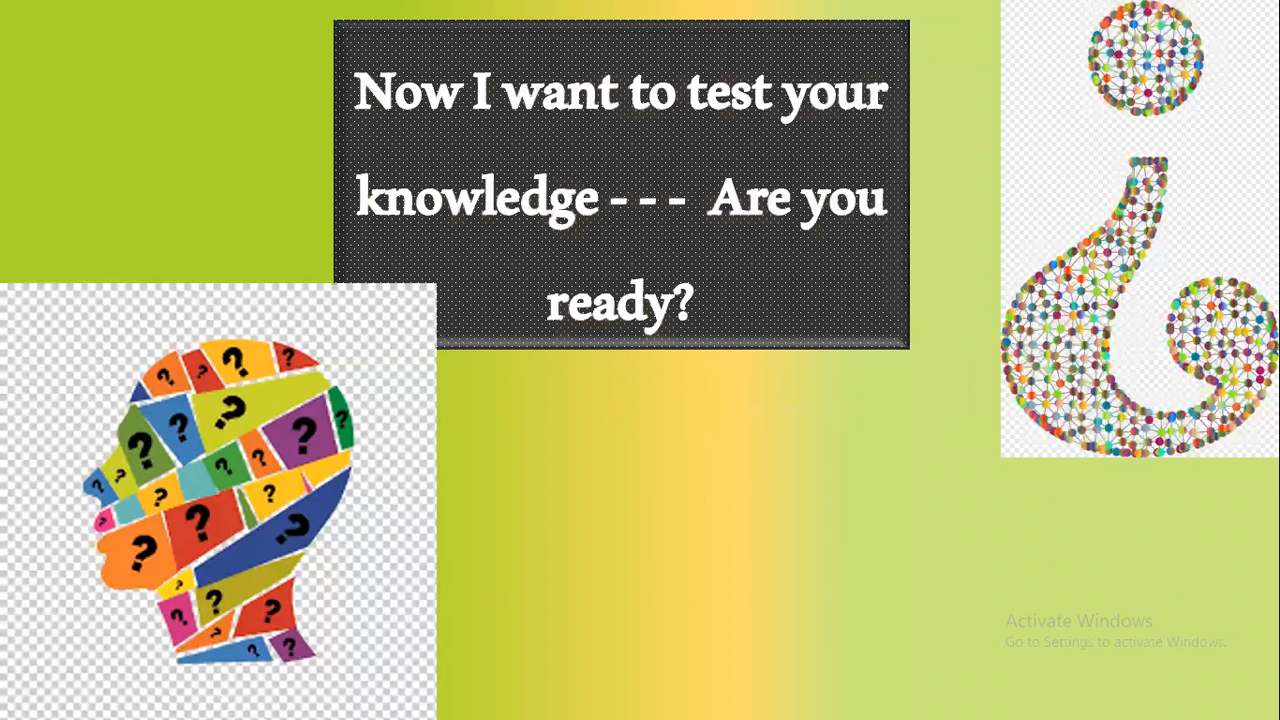 Now I want to test your
knowledge - - - Are you
ready?
Activate Windows
Go to Settings to activate Windows.